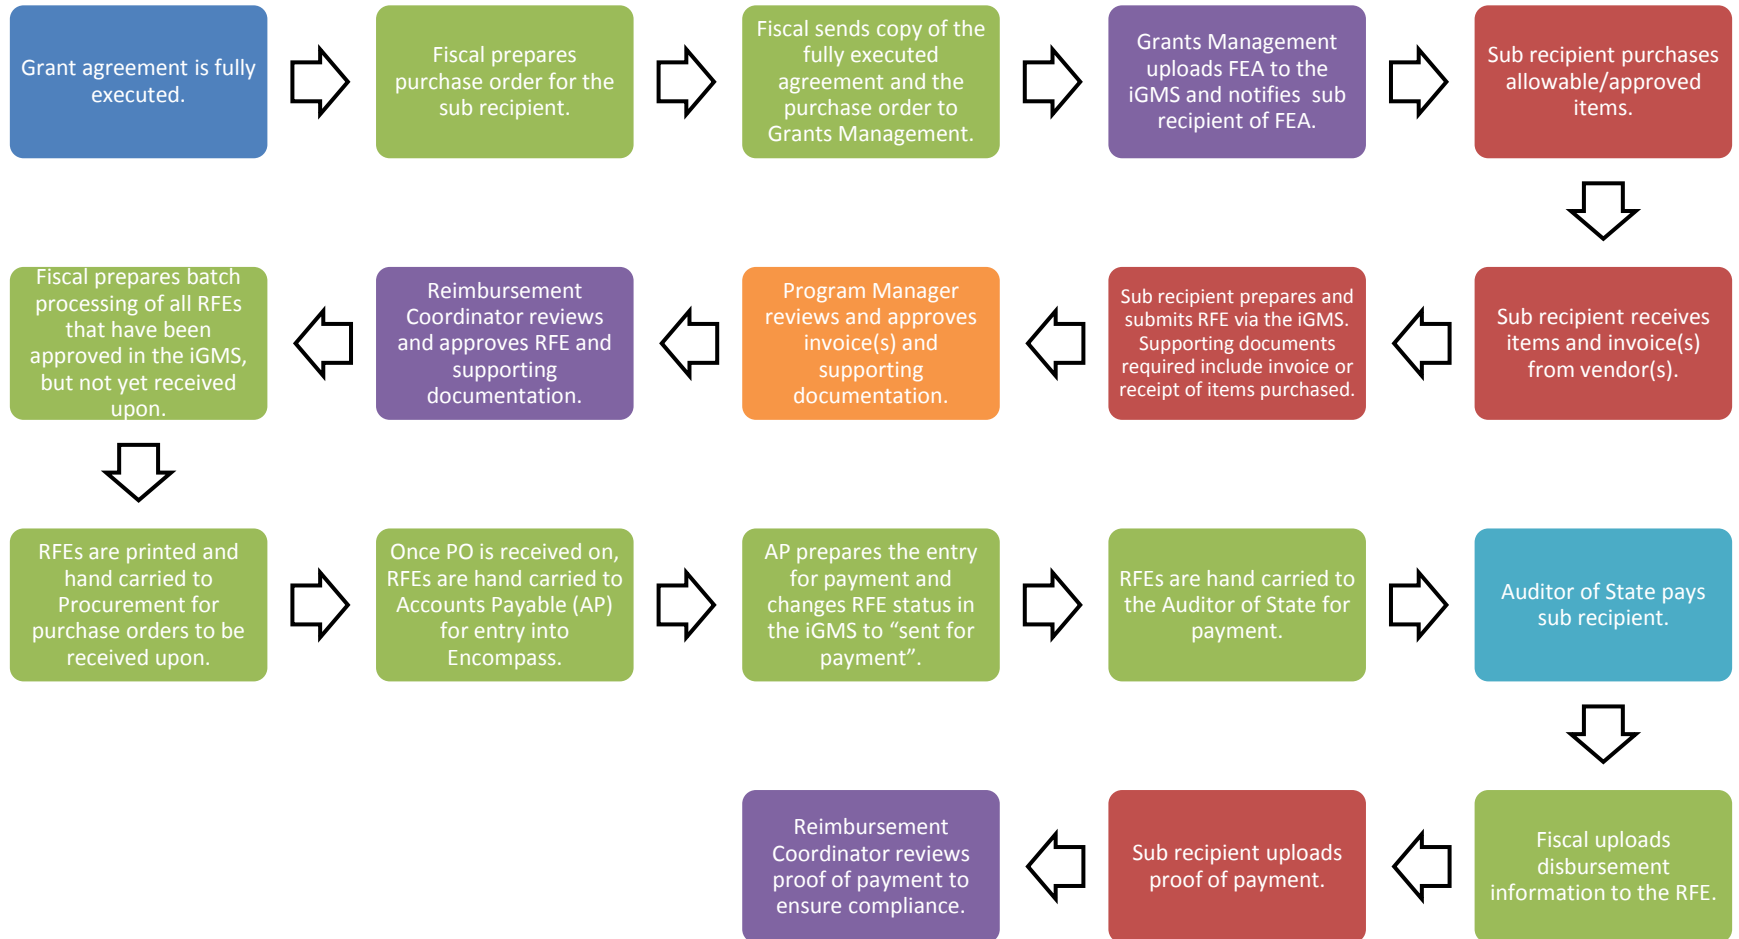 Grant agreement is fully
executed.
Fiscal prepares
purchase order for the
sub recipient.
Fiscal sends copy of the
fully executed
agreement and the
purchase order to
Grants Management.
Grants Management
uploads FEA to the
iGMS and notifies  sub
recipient of FEA.
Sub recipient purchases
allowable/approved
items.
Sub recipient receives
items and invoice(s)
from vendor(s).
Sub recipient prepares and
submits RFE via the iGMS.
Supporting documents
required include invoice or
receipt of items purchased.
Program Manager
reviews and approves
invoice(s) and
supporting
documentation.
Reimbursement
Coordinator reviews
and approves RFE and
supporting
documentation.
Fiscal prepares batch
processing of all RFEs
that have been
approved in the iGMS,
but not yet received
upon.
RFEs are printed and
hand carried to
Procurement for
purchase orders to be
received upon.
Once PO is received on,
RFEs are hand carried to
Accounts Payable (AP)
for entry into
Encompass.
AP prepares the entry
for payment and
changes RFE status in
the iGMS to “sent for
payment”.
RFEs are hand carried to
the Auditor of State for
payment.
Auditor of State pays
sub recipient.
Fiscal uploads
disbursement
information to the RFE.
Sub recipient uploads
proof of payment.
Reimbursement
Coordinator reviews
proof of payment to
ensure compliance.